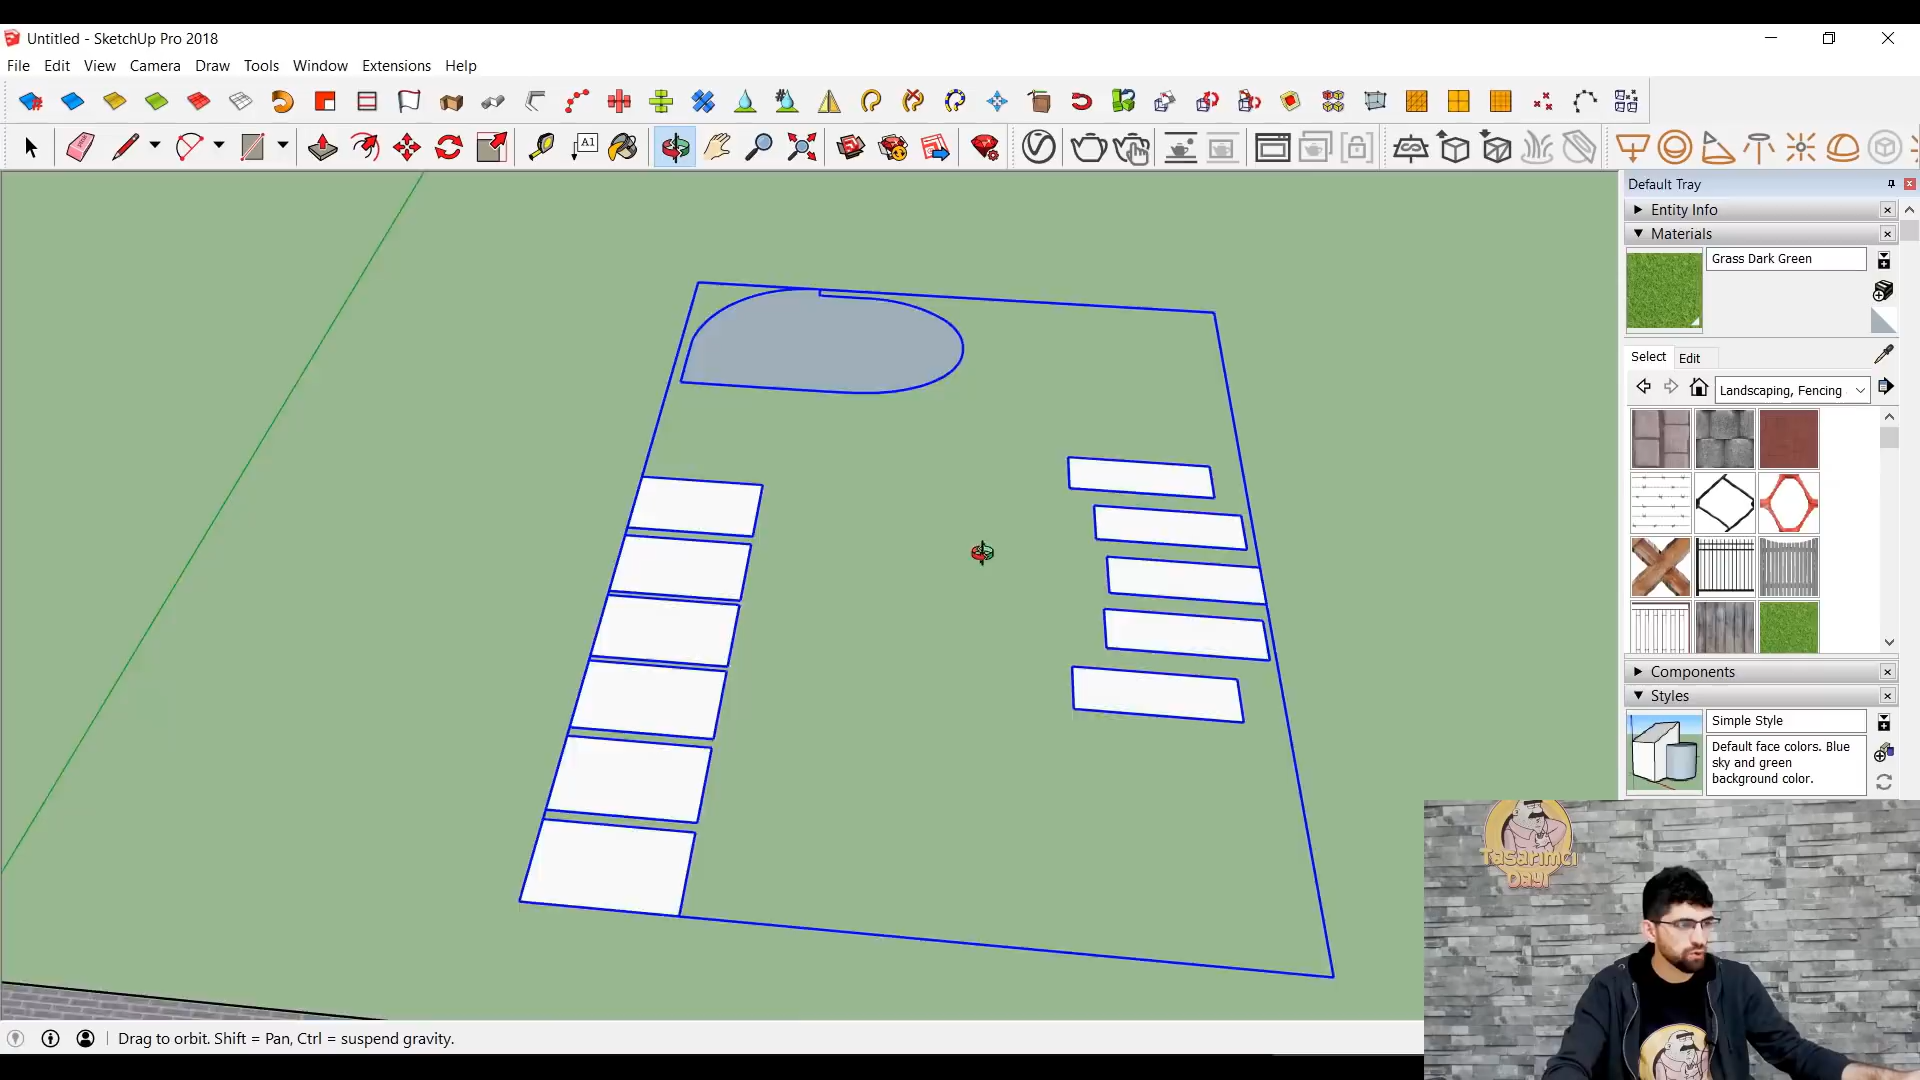 Untitled - SketchUp Pro 2018
File Edit View Camera Draw Tools Window Extensions Help
A1
Default Tray
Entity Info
Materials
Grass Dark Green
Select Edit
Landscaping, Fencing
Components
Styles
Simple Style
Default face colors. Blue
sky and green
background color.
Tasarımcı
Dayı
Drag to orbit. Shift = Pan, Ctrl = suspend gravity.